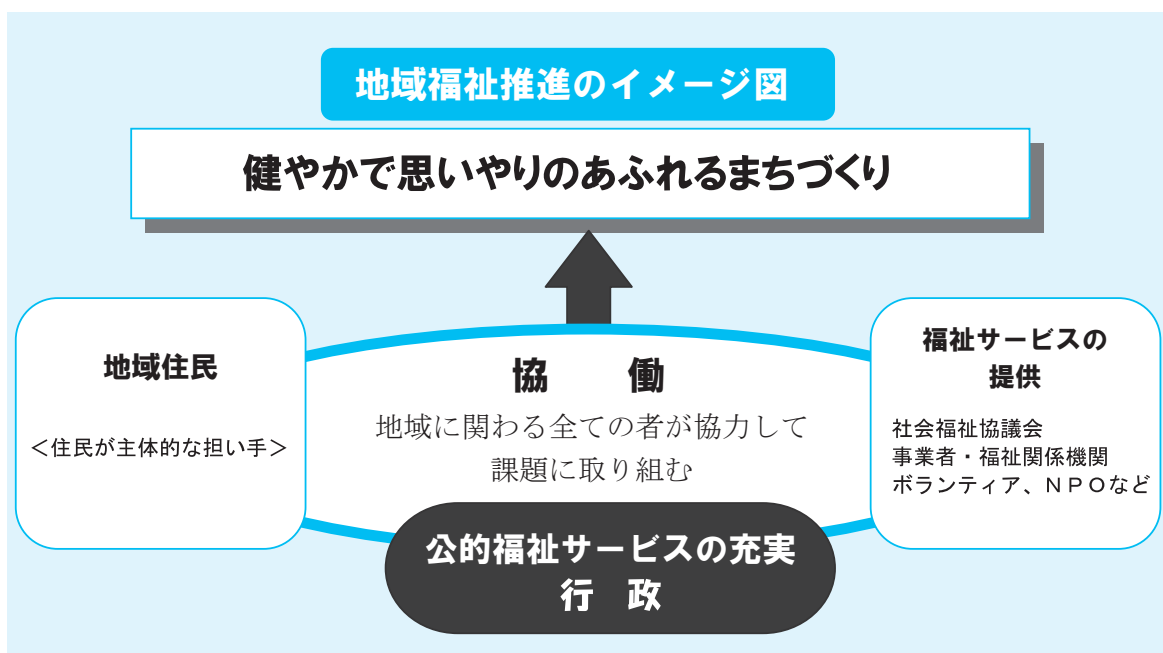 地域福祉推進のイメージ図
健やかで思いやりのあふれるまちづくり
地域住民
＜住民が主体的な担い手＞
協　働
地域に関わる全ての者が協力して
課題に取り組む
福祉サービスの
提供
社会福祉協議会
事業者・福祉関係機関
ボランティア、ＮＰＯなど
公的福祉サービスの充実
行　政